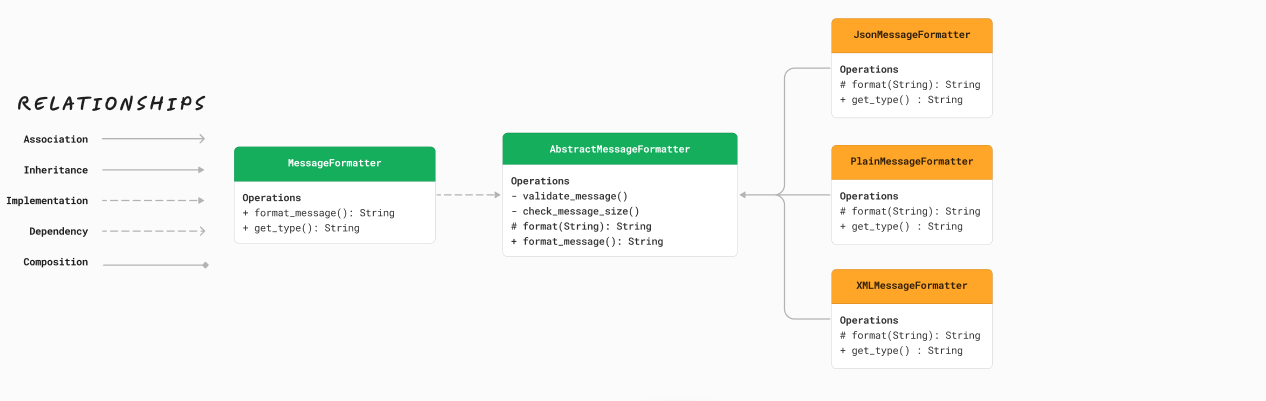 RELATIONSHIPS
Association
Inheritance
Implementation
Dependency
Composition
MessageFormatter
Operations
+ format_message(): String
+ get_type(): String
AbstractMessageFormatter
Operations
- validate_message()
- check_message_size()
# format(String): String
+ format_message(): String
JsonMessageFormatter
Operations
# format(String): String
+ get_type() : String
PlainMessageFormatter
Operations
# format(String): String
+ get_type() : String
XMLMessageFormatter
Operations
# format(String): String
+ get_type() : String